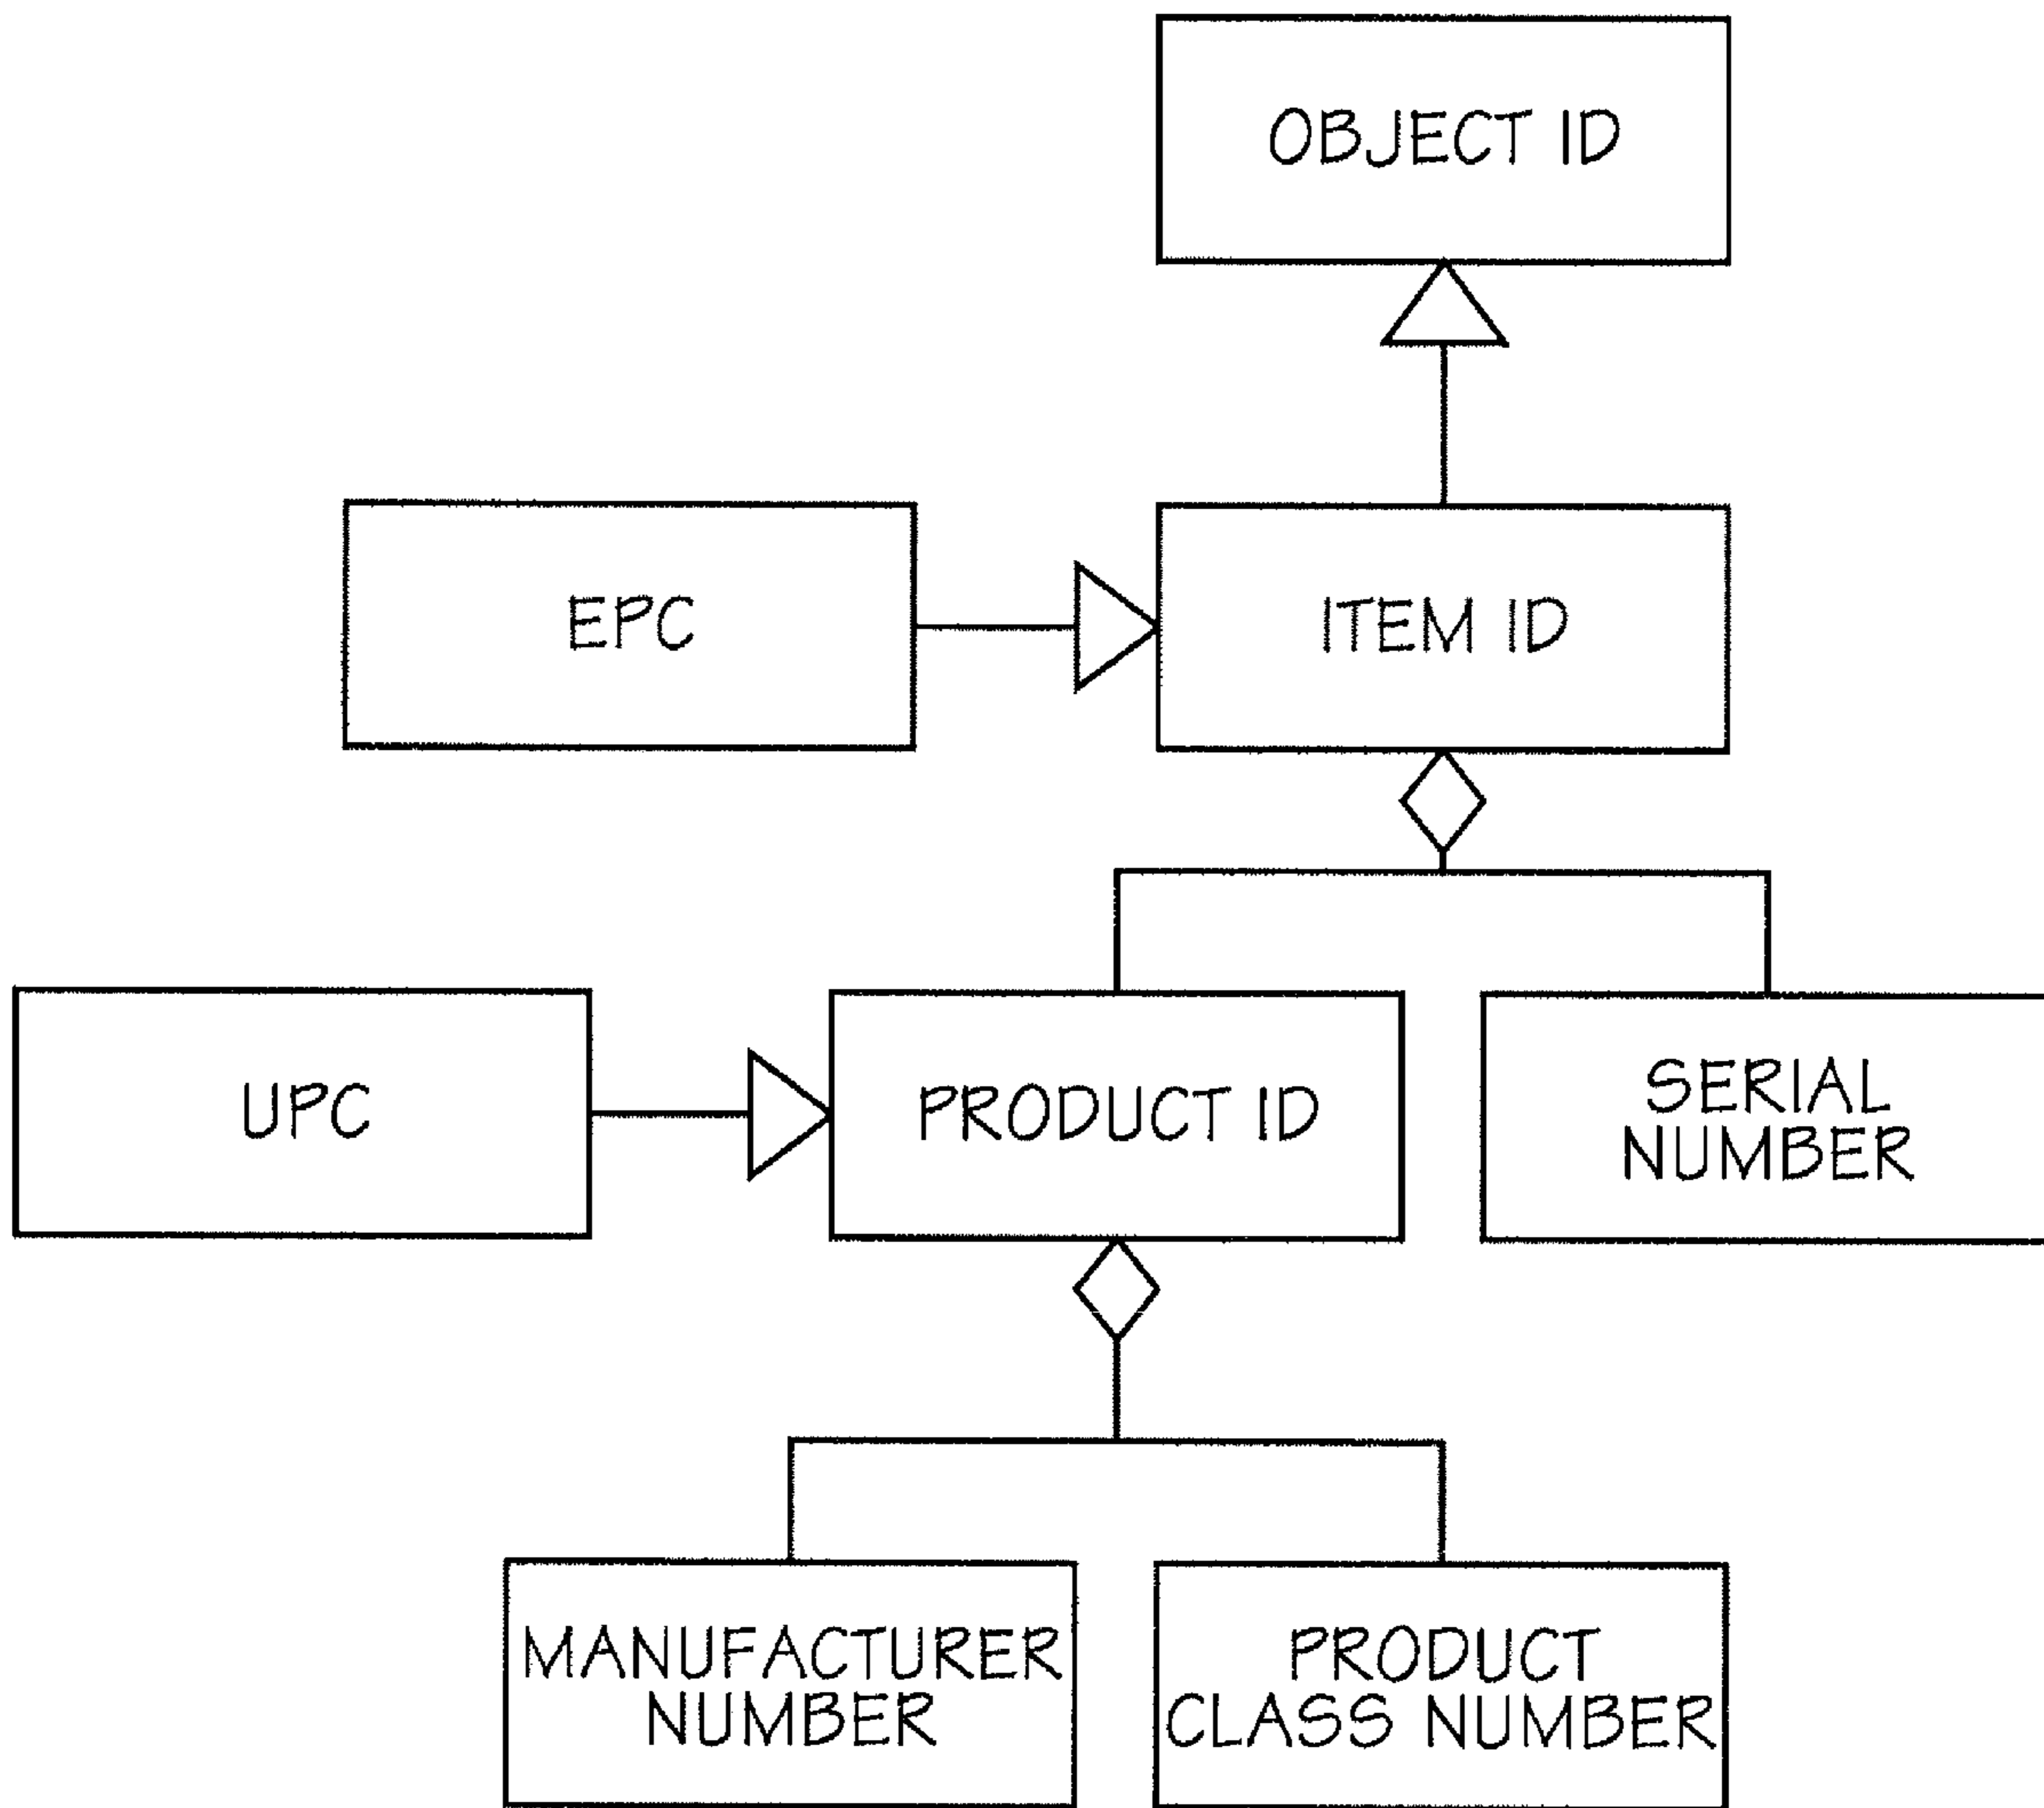 OBJECT ID
EPC
ITEM ID
UPC
PRODUCT ID
SERIAL
NUMBER
MANUFACTURER
NUMBER
PRODUCT
CLASS NUMBER